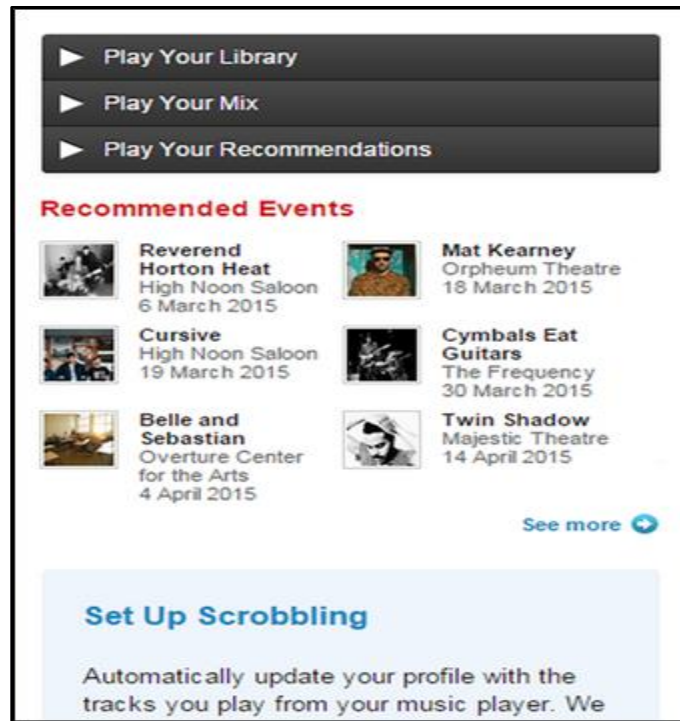 Play Your Library
Play Your Mix
Play Your Recommendations
Recommended Events
Reverend
Horton Heat
High Noon Saloon
6 March 2015
Mat Kearney
Orpheum Theatre
18 March 2015
Cursive
High Noon Saloon
19 March 2015
Cymbals Eat
Guitars
The Frequency
30 March 2015
Belle and
Sebastian
Overture Center
for the Arts
4 April 2015
Twin Shadow
Majestic Theatre
14 April 2015
See more
Set Up Scrobbling
Automatically update your profile with the
tracks you play from your music player. We